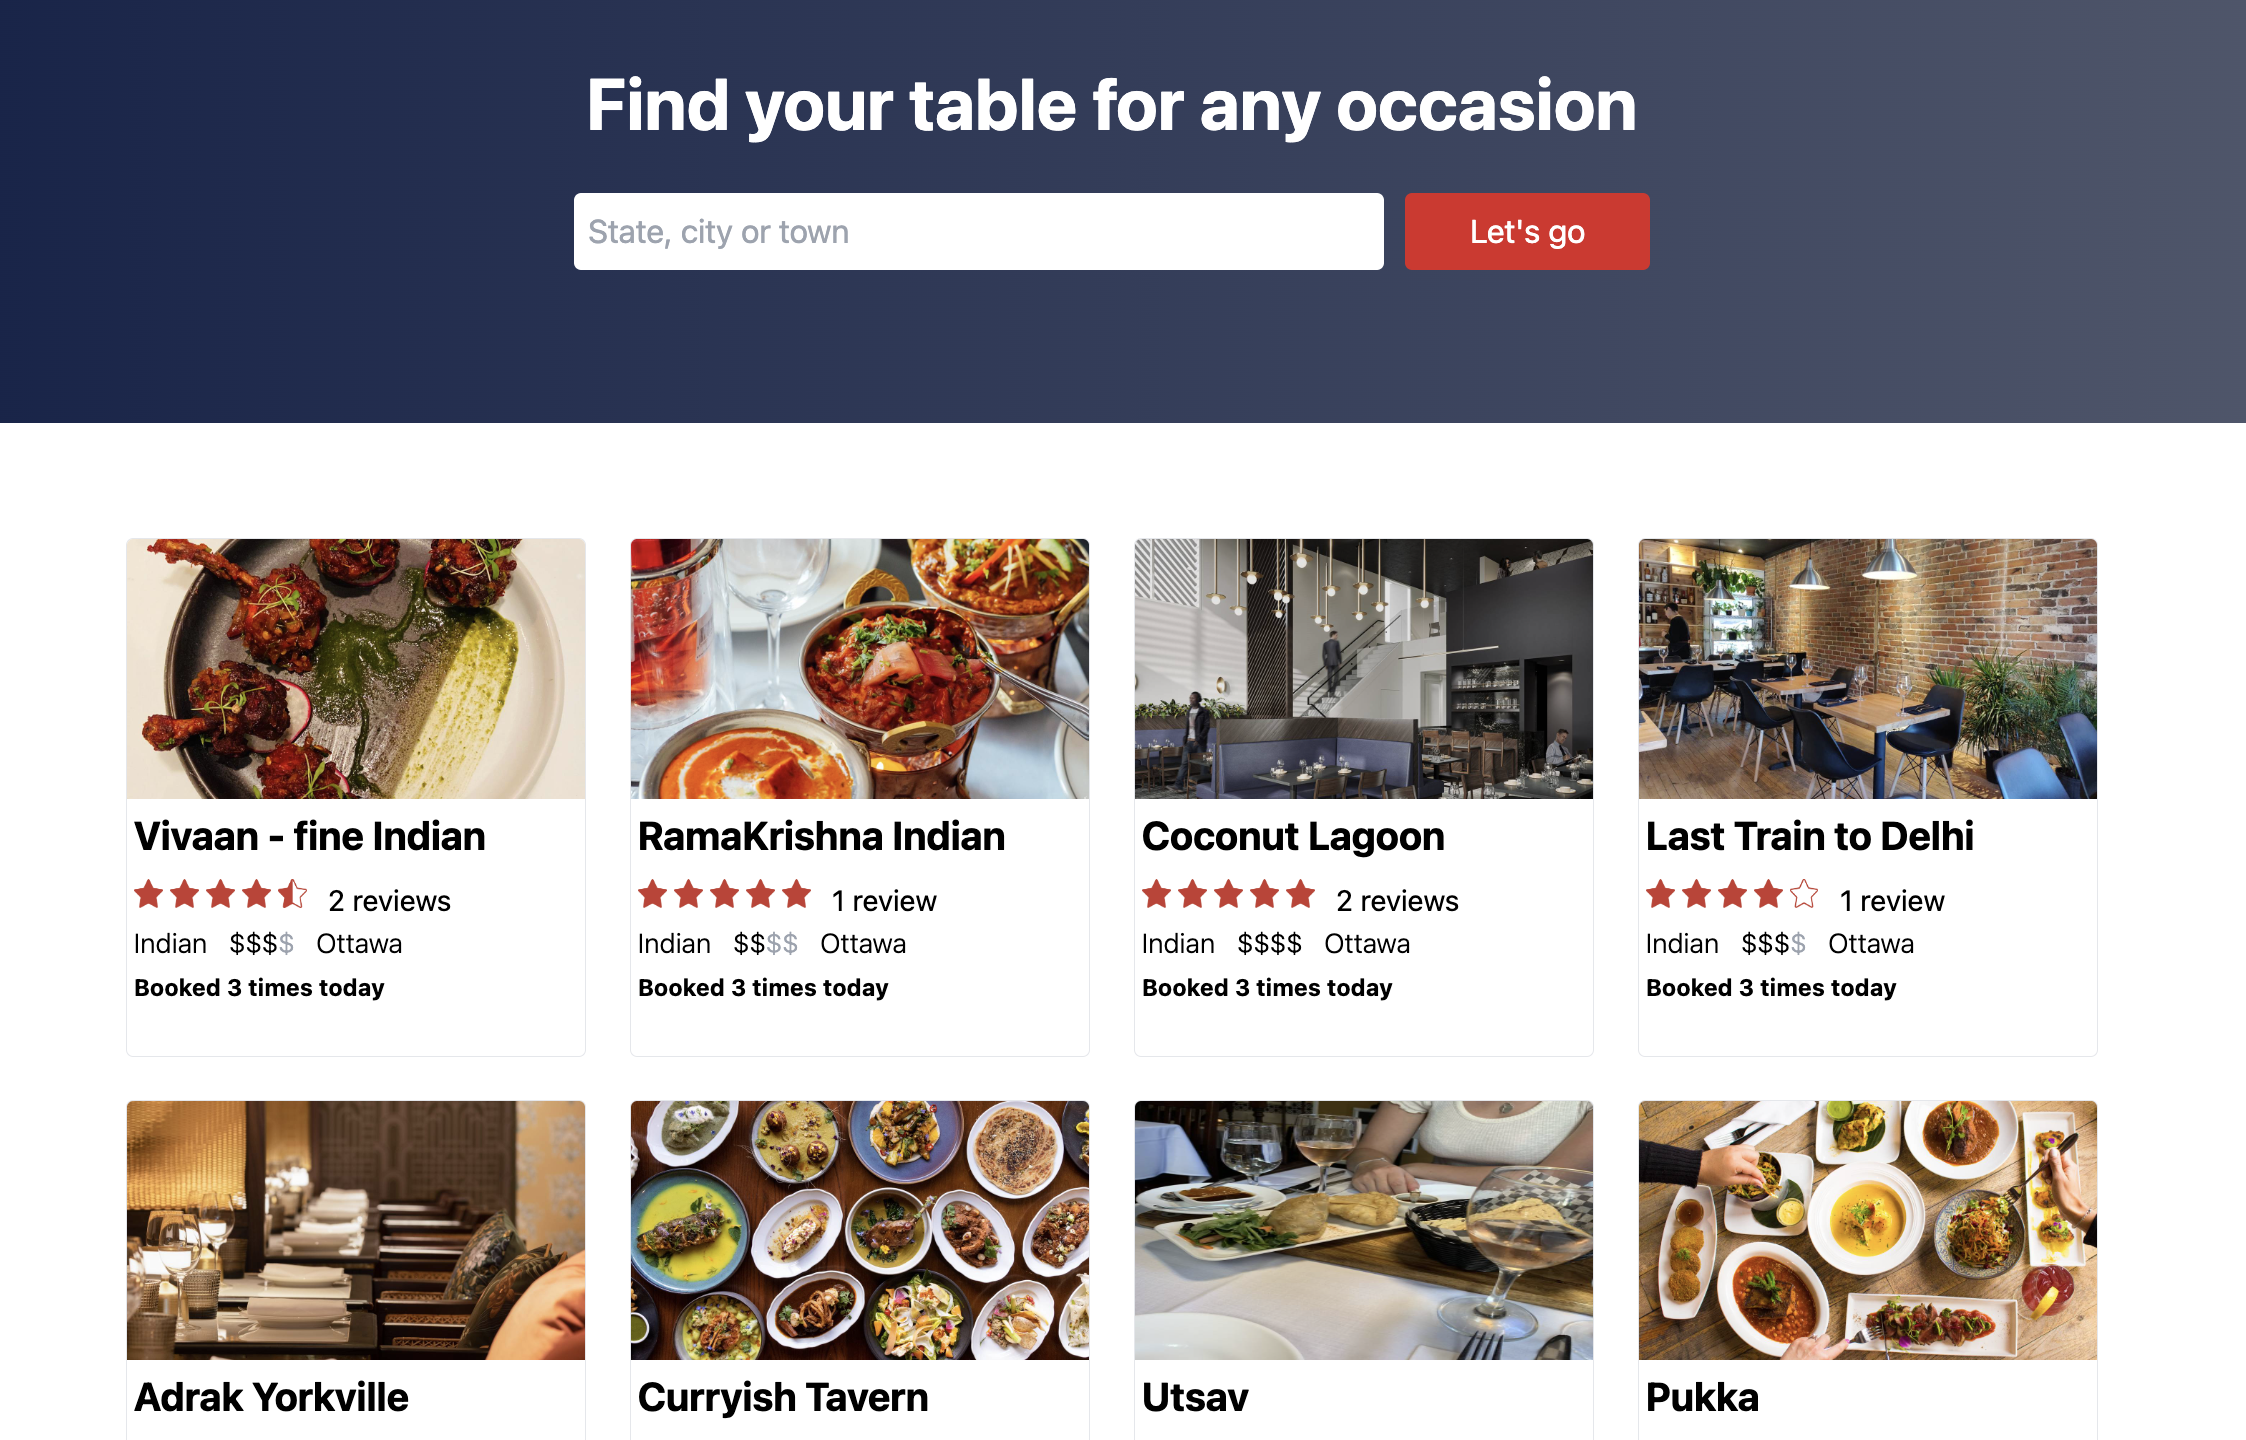 Find your table for any occasion
State, city or town
Let's go
Vivaan - fine Indian
2 reviews
Indian $$$$ Ottawa
Booked 3 times today
RamaKrishna Indian
1 review
Indian $$$$ Ottawa
Booked 3 times today
Coconut Lagoon
2 reviews
Indian $$$$ Ottawa
Booked 3 times today
Last Train to Delhi
1 review
Indian $$$$ Ottawa
Booked 3 times today
Adrak Yorkville
Curryish Tavern
Utsav
Pukka